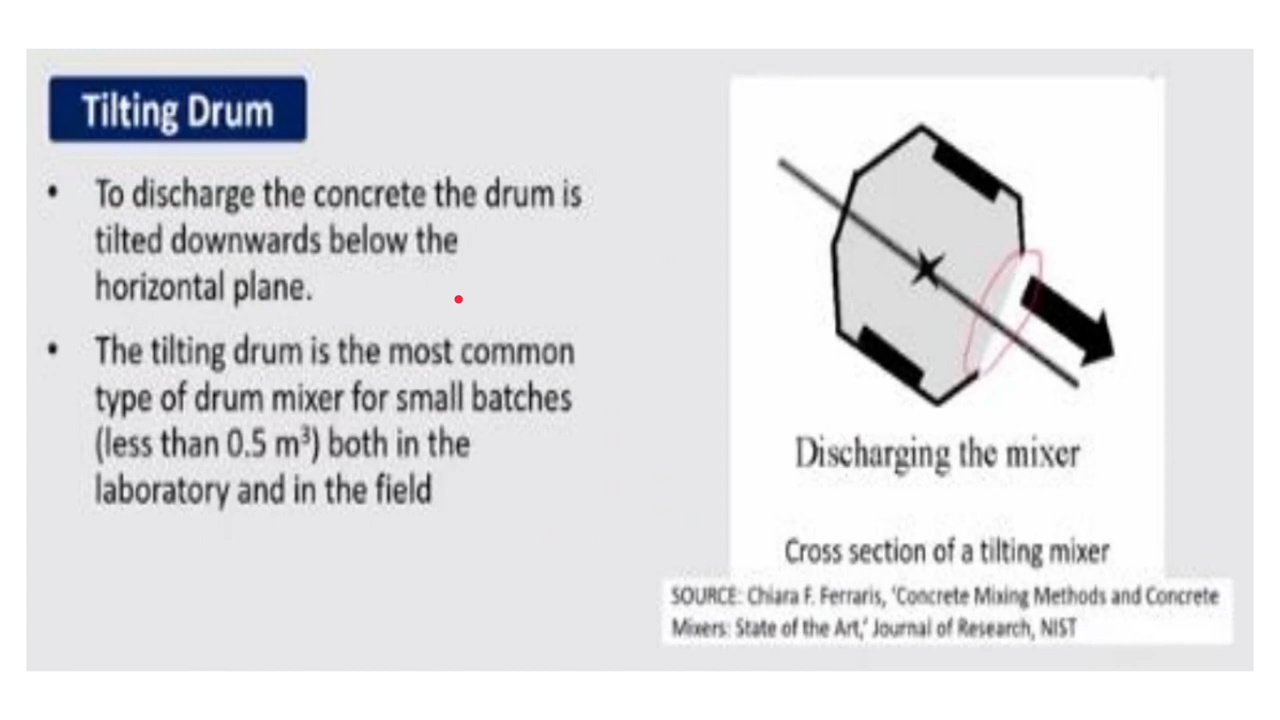 Tilting Drum
• To discharge the concrete the drum is
tilted downwards below the
horizontal plane.
• The tilting drum is the most common
type of drum mixer for small batches
(less than 0.5 m³) both in the
laboratory and in the field
Discharging the mixer
Cross section of a tilting mixer
SOURCE: Chiara F. Ferraris, ‘Concrete Mixing Methods and Concrete
Mixers: State of the Art,’ Journal of Research, NIST